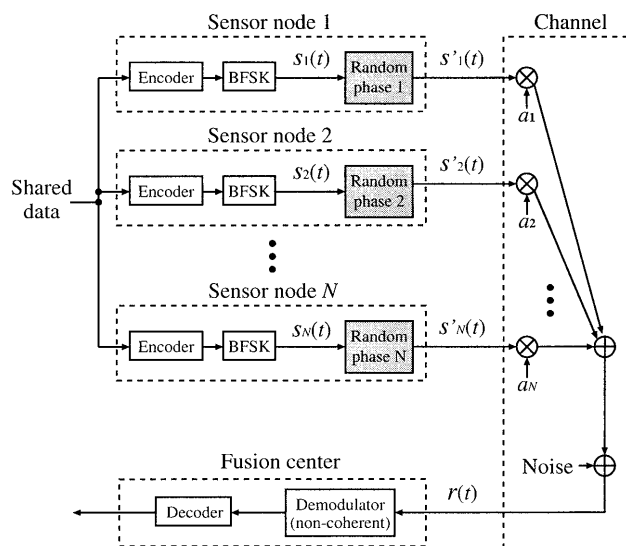 Sensor node 1
Channel
Encoder
BFSK
s1(t)
Random
phase 1
s'1(t)
a1
Sensor node 2
Shared
data
Encoder
BFSK
s2(t)
Random
phase 2
s'2(t)
a2
Sensor node N
Encoder
BFSK
sN(t)
Random
phase N
s'N(t)
aN
Fusion center
Noise
Decoder
Demodulator
(non-coherent)
r(t)